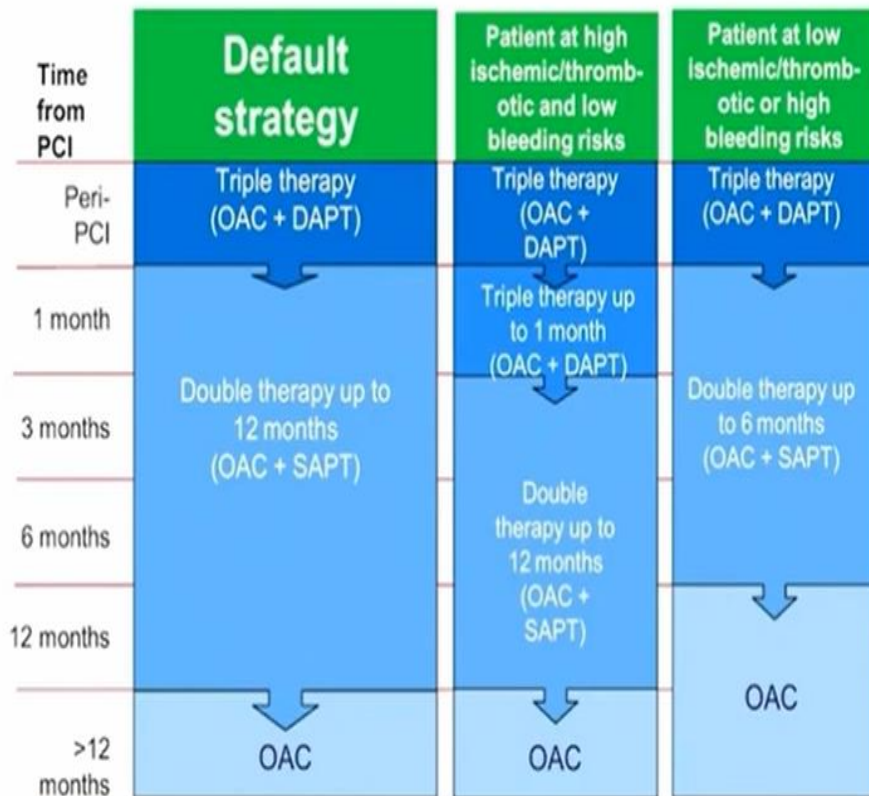 Time
from
PCI
Default
strategy
Patient at high
ischemic/thromb-
otic and low
bleeding risks
Patient at low
ischemic/thromb-
otic or high
bleeding risks
Peri-
PCI
Triple therapy
(OAC + DAPT)
Triple therapy
(OAC +
DAPT)
Triple therapy
(OAC + DAPT)
1 month
Triple therapy up
to 1 month
(OAC + DAPT)
3 months
Double therapy up to
12 months
(OAC + SAPT)
Double therapy up
to 6 months
(OAC + SAPT)
6 months
Double
therapy up to
12 months
(OAC +
SAPT)
12 months
OAC
>12
months
OAC
OAC